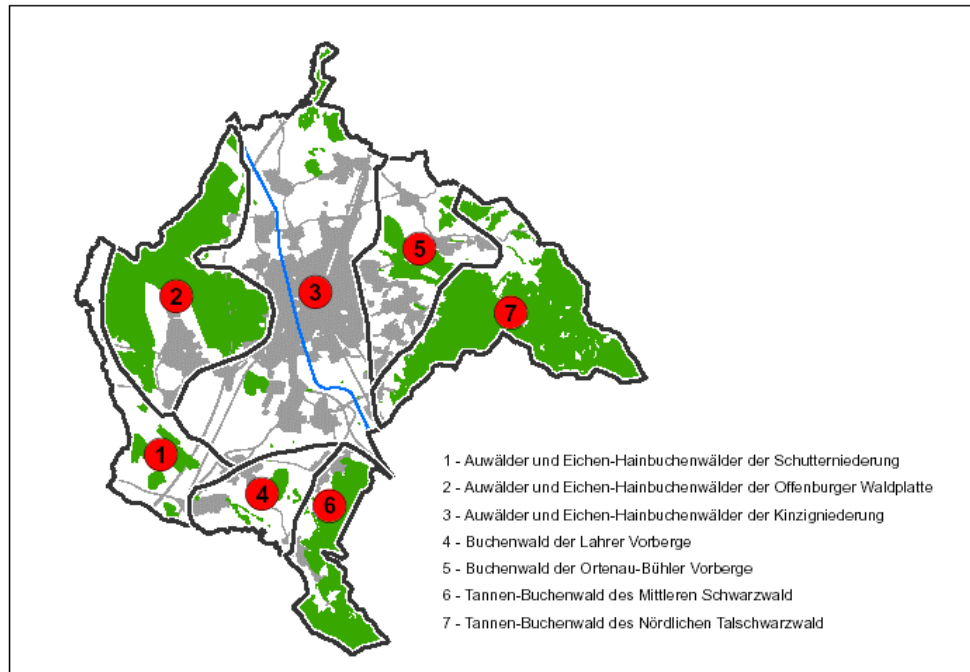 5
3
2
7
1
4
6
1 - Auwälder und Eichen-Hainbuchenwälder der Schutterniederung
2 - Auwälder und Eichen-Hainbuchenwälder der Offenburger Waldplatte
3 - Auwälder und Eichen-Hainbuchenwälder der Kinzigniederung
4 - Buchenwald der Lahrer Vorberge
5 - Buchenwald der Ortenau-Bühler Vorberge
6 - Tannen-Buchenwald des Mittleren Schwarzwald
7 - Tannen-Buchenwald des Nördlichen Talschwarzwald